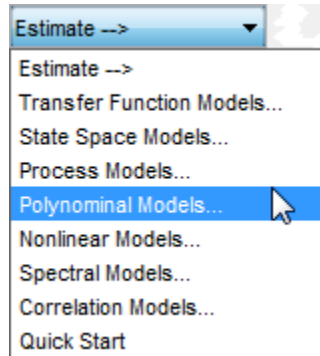 Estimate -->
Estimate -->
Transfer Function Models...
State Space Models...
Process Models...
Polynominal Models...
Nonlinear Models...
Spectral Models...
Correlation Models...
Quick Start